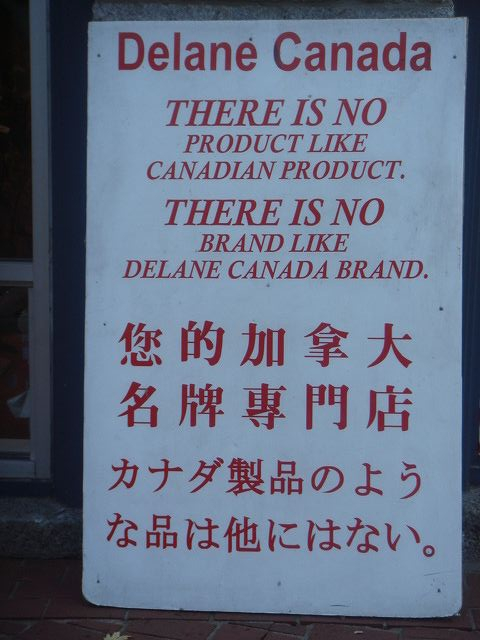 Delane Canada
THERE IS NO
PRODUCT LIKE
CANADIAN PRODUCT.
THERE IS NO
BRAND LIKE
DELANE CANADA BRAND.
您的加拿大
名牌專門店
カナダ製品のよう
な品は他にはない。